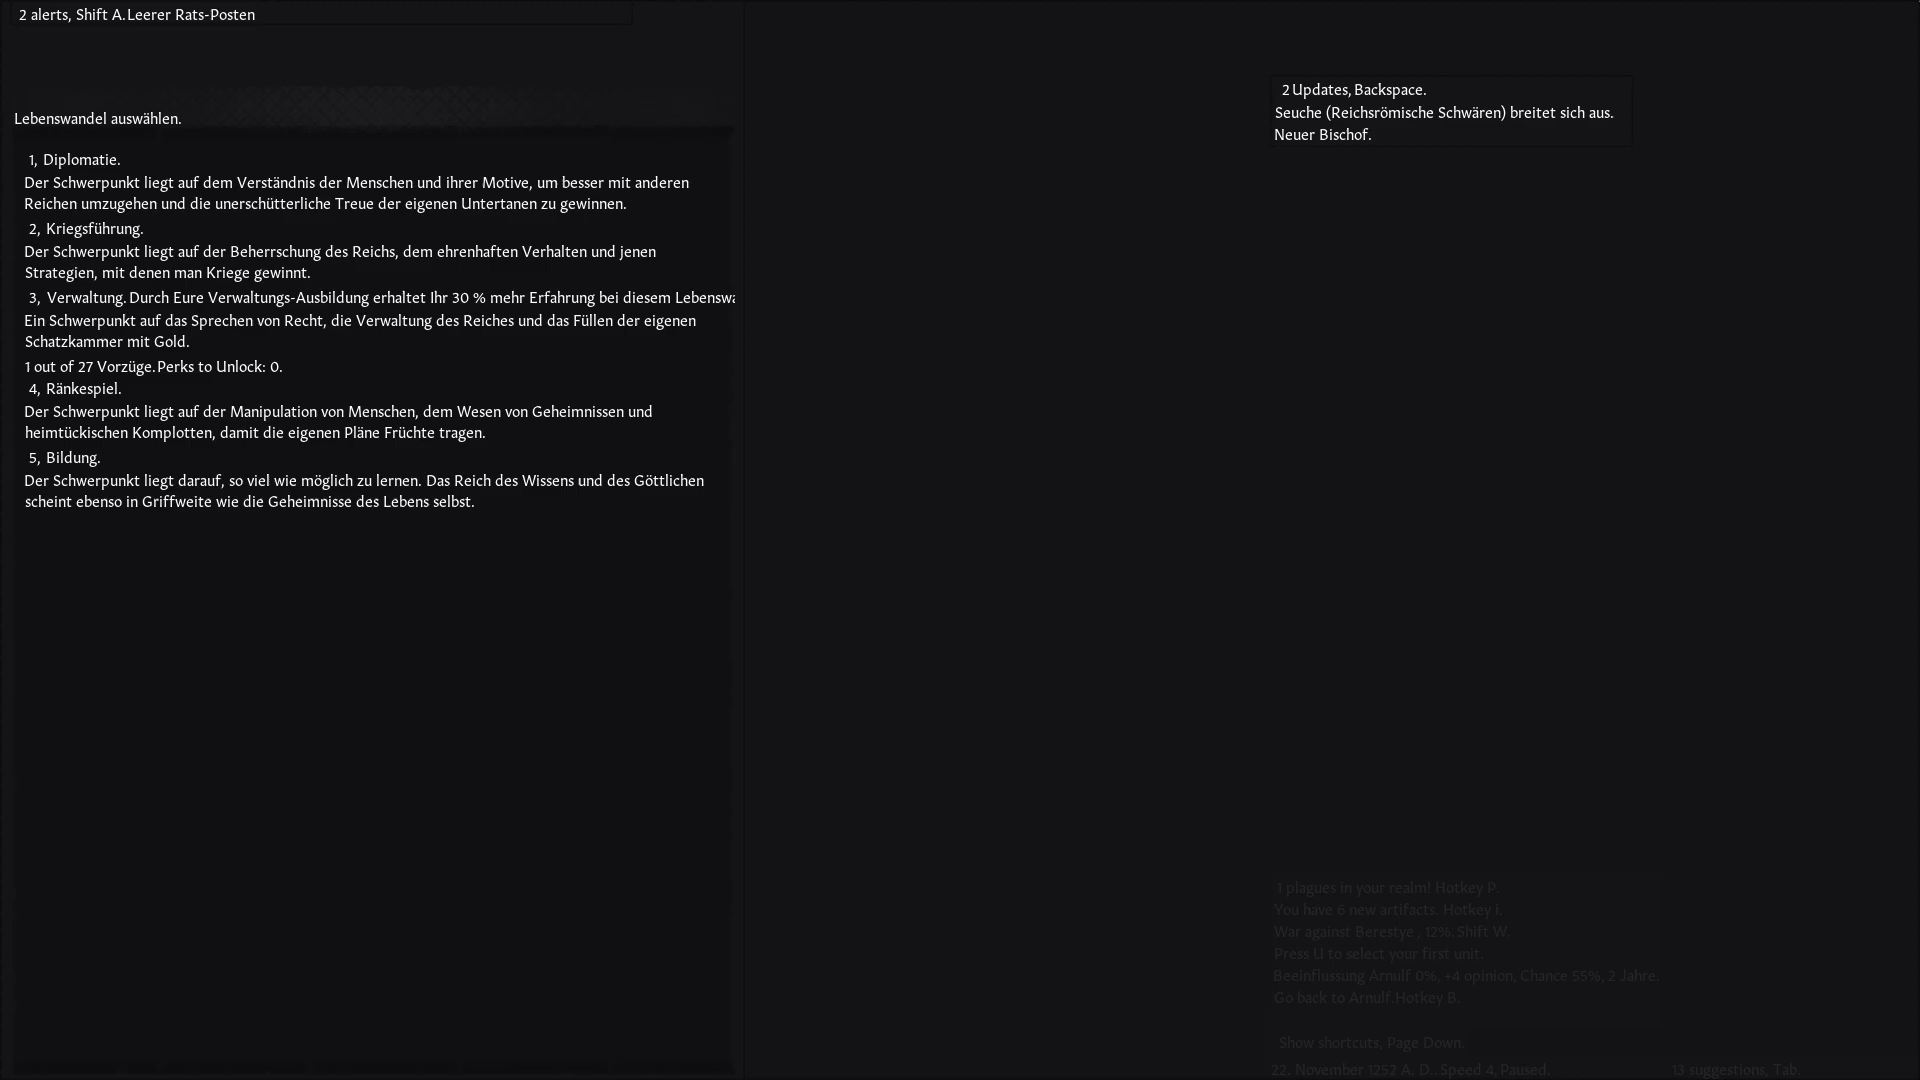 2 alerts, Shift A. Leerer Rats-Posten
Lebenswandel auswählen.
1, Diplomatie.
Der Schwerpunkt liegt auf dem Verständnis der Menschen und ihrer Motive, um besser mit anderen
Reichen umzugehen und die unerschütterliche Treue der eigenen Untertanen zu gewinnen.
2, Kriegsführung.
Der Schwerpunkt liegt auf der Beherrschung des Reichs, dem ehrenhaften Verhalten und jenen
Strategien, mit denen man Kriege gewinnt.
3, Verwaltung. Durch Eure Verwaltungs-Ausbildung erhaltet Ihr 30 % mehr Erfahrung bei diesem Lebenswa
Ein Schwerpunkt auf das Sprechen von Recht, die Verwaltung des Reiches und das Füllen der eigenen
Schatzkammer mit Gold.
1 out of 27 Vorzüge. Perks to Unlock: 0.
4, Ränkespiel.
Der Schwerpunkt liegt auf der Manipulation von Menschen, dem Wesen von Geheimnissen und
heimtückischen Komplotten, damit die eigenen Pläne Früchte tragen.
5, Bildung.
Der Schwerpunkt liegt darauf, so viel wie möglich zu lernen. Das Reich des Wissens und des Göttlichen
scheint ebenso in Griffweite wie die Geheimnisse des Lebens selbst.
2 Updates, Backspace.
Seuche (Reichsrömische Schwären) breitet sich aus.
Neuer Bischof.
1 plagues in your realm! Hotkey P.
You have 6 new artifacts. Hotkey i.
War against Berestye , 12%. Shift W.
Press U to select your first unit.
Beeinflussung Arnulf 0%, +4 opinion, Chance 55%, 2 Jahre.
Go back to Arnulf. Hotkey B.
Show shortcuts, Page Down.
22. November 1252 A. D.. Speed 4, Paused.
13 suggestions, Tab.